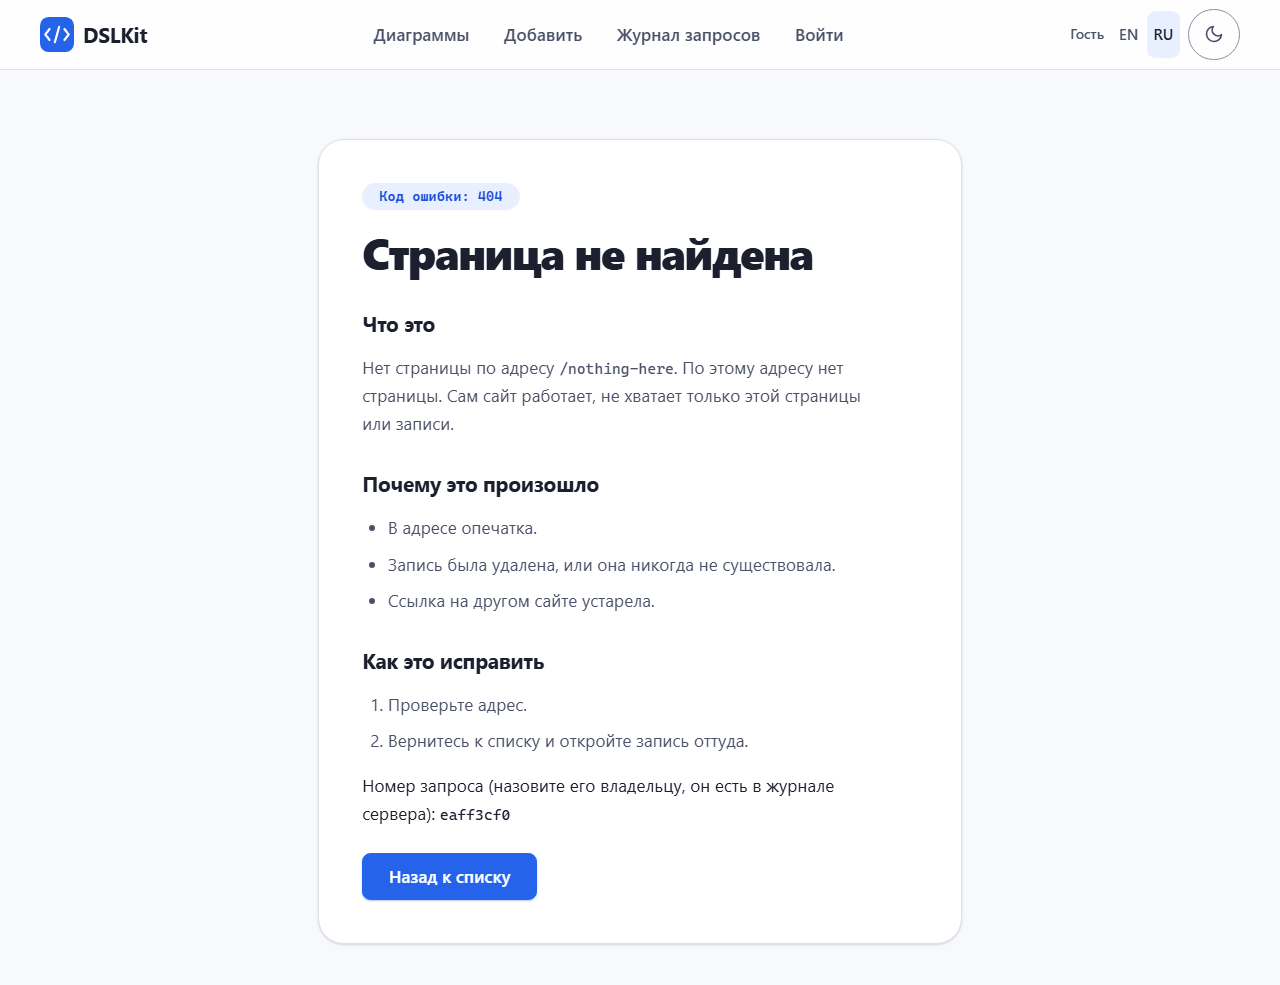 DSLKit
Диаграммы
Добавить
Журнал запросов
Войти
Гость
EN
RU
Код ошибки: 404
Страница не найдена
Что это
Нет страницы по адресу /nothing-here. По этому адресу нет
страницы. Сам сайт работает, не хватает только этой страницы
или записи.
Почему это произошло
• В адресе опечатка.
• Запись была удалена, или она никогда не существовала.
• Ссылка на другом сайте устарела.
Как это исправить
1. Проверьте адрес.
2. Вернитесь к списку и откройте запись оттуда.
Номер запроса (назовите его владельцу, он есть в журнале
сервера): eaff3cf0
Назад к списку